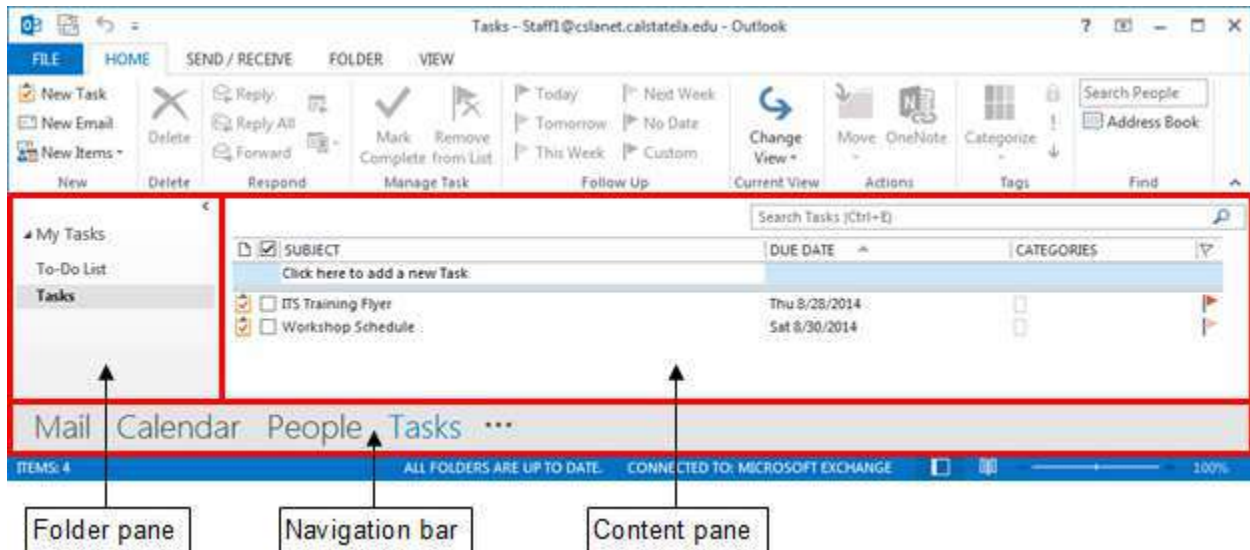 Tasks - Staff1@cslanet.calstatela.edu - Outlook
FILE HOME SEND / RECEIVE FOLDER VIEW
New Task
New Email
New Items
Delete
Reply
Reply All
Forward
Mark Complete
Remove from List
Today
Tomorrow
This Week
Next Week
No Date
Custom
Change View
Move
OneNote
Categorize
Search People
Address Book
New Delete Respond Manage Task Follow Up Current View Actions Tags Find
My Tasks
To-Do List
Tasks
Search Tasks (Ctrl+E)
SUBJECT DUE DATE CATEGORIES
Click here to add a new Task
ITS Training Flyer Thu 8/28/2014
Workshop Schedule Sat 8/30/2014
Mail Calendar People Tasks •••
ITEMS: 4 ALL FOLDERS ARE UP TO DATE. CONNECTED TO: MICROSOFT EXCHANGE 100%
Folder pane Navigation bar Content pane